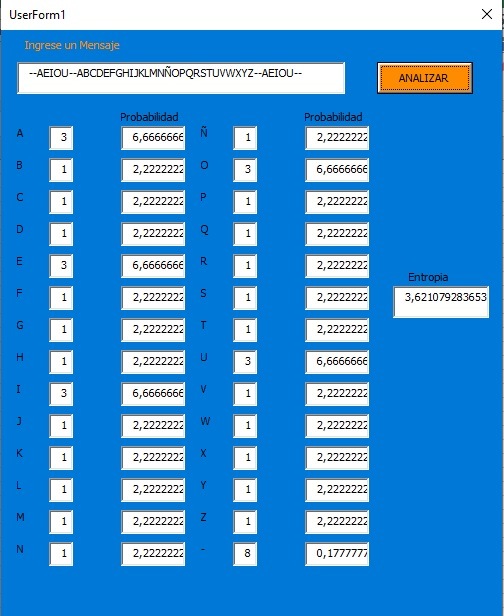 UserForm1
Ingrese un Mensaje
--AEIOU--ABCDEFGHIJKLMNÑOPQRSTUVWXYZ--AEIOU--
ANALIZAR
Probabilidad Probabilidad
A 3 6,6666666 Ñ 1 2,2222222
B 1 2,2222222 O 3 6,6666666
C 1 2,2222222 P 1 2,2222222
D 1 2,2222222 Q 1 2,2222222
E 3 6,6666666 R 1 2,2222222
Entropia
F 1 2,2222222 S 1 2,2222222 3,621079283653
G 1 2,2222222 T 1 2,2222222
H 1 2,2222222 U 3 6,6666666
I 3 6,6666666 V 1 2,2222222
J 1 2,2222222 W 1 2,2222222
K 1 2,2222222 X 1 2,2222222
L 1 2,2222222 Y 1 2,2222222
M 1 2,2222222 Z 1 2,2222222
N 1 2,2222222 - 8 0,1777777